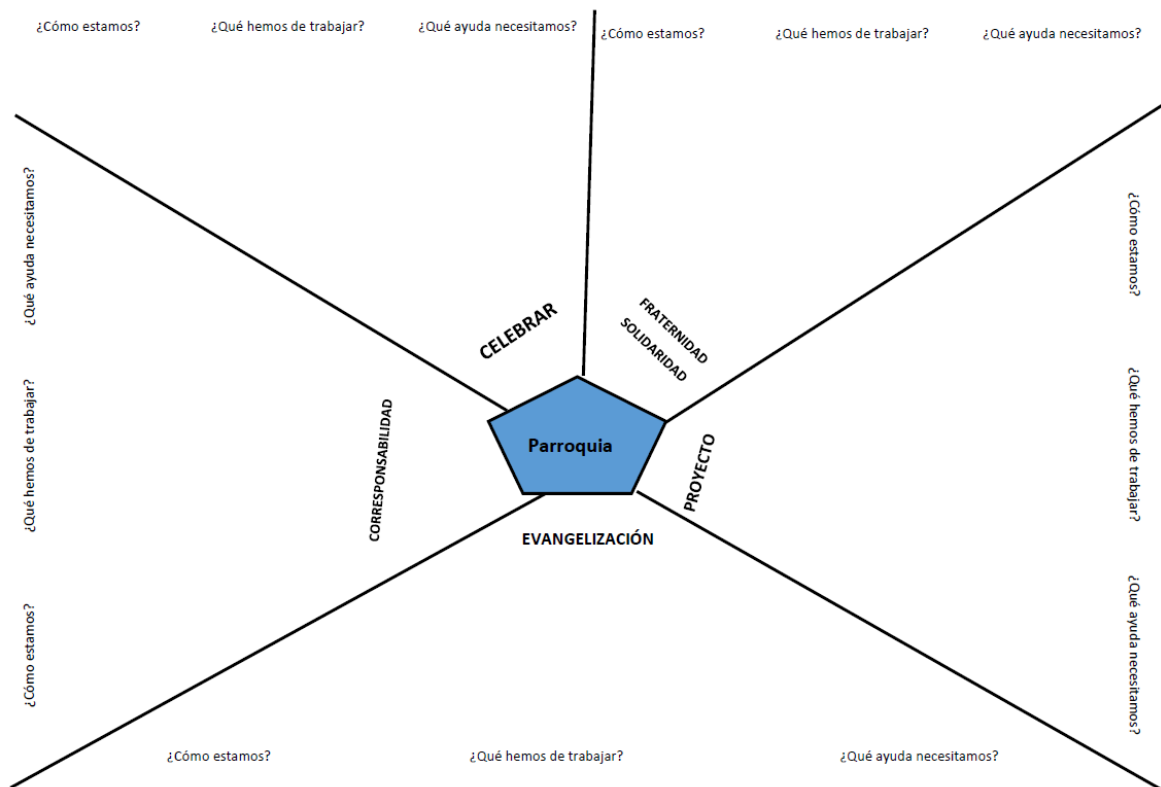 ¿Cómo estamos?
¿Qué hemos de trabajar?
¿Qué ayuda necesitamos?
¿Cómo estamos?
¿Qué hemos de trabajar?
¿Qué ayuda necesitamos?
CELEBRAR
FRATERNIDAD
SOLIDARIDAD
¿Qué ayuda necesitamos?
¿Qué hemos de trabajar?
¿Cómo estamos?
CORRESPONSABILIDAD
Parroquia
PROYECTO
¿Cómo estamos?
¿Qué hemos de trabajar?
¿Qué ayuda necesitamos?
EVANGELIZACIÓN
¿Cómo estamos?
¿Qué hemos de trabajar?
¿Qué ayuda necesitamos?